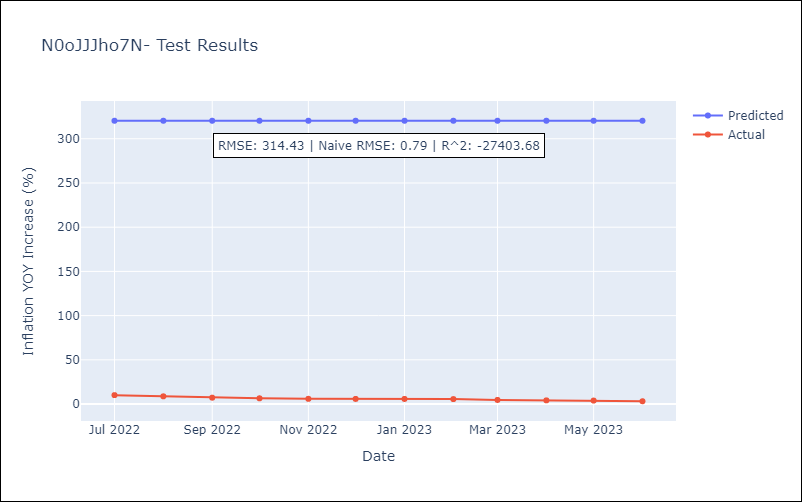 N0oJJJho7N- Test Results
Predicted
Actual
RMSE: 314.43 | Naive RMSE: 0.79 | R^2: -27403.68
Inflation YOY Increase (%)
300
250
200
150
100
50
0
Jul 2022
Sep 2022
Nov 2022
Jan 2023
Mar 2023
May 2023
Date